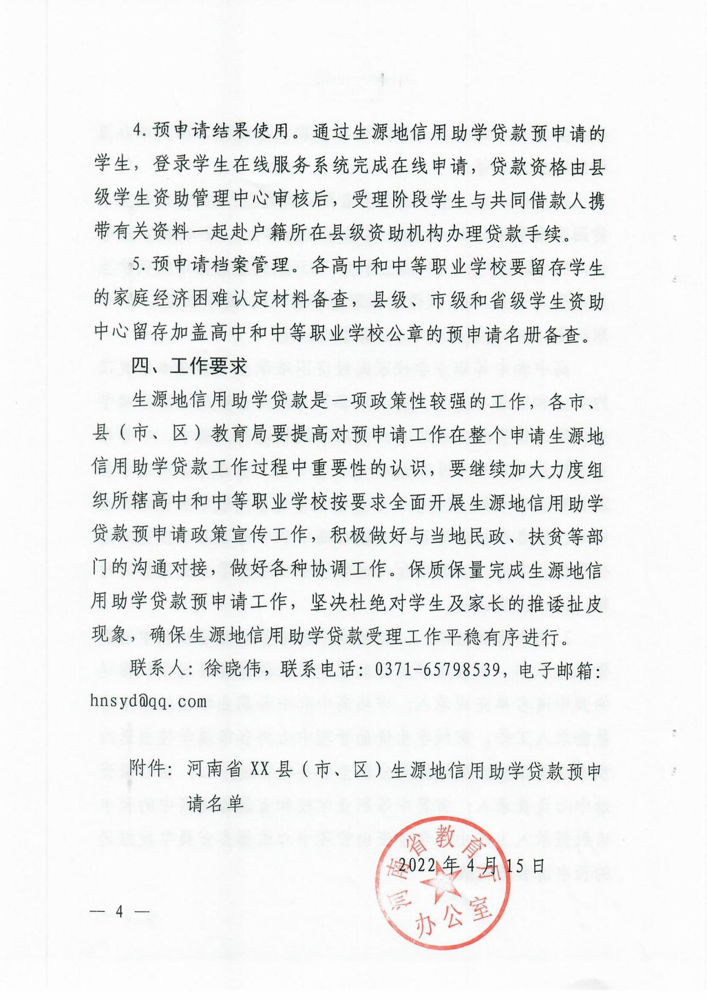 4. 预申请结果使用。通过生源地信用助学贷款预申请的
学生，登录学生在线服务系统完成在线申请，贷款资格由县
级学生资助管理中心审核后，受理阶段学生与共同借款人携
带有关资料一起赴户籍所在县级资助机构办理贷款手续。
5. 预申请档案管理。各高中和中等职业学校要留存学生
的家庭经济困难认定材料备查，县级、市级和省级学生资助
中心留存加盖高中和中等职业学校公章的预申请名册备查。
四、工作要求
生源地信用助学贷款是一项政策性较强的工作，各市、
县（市、区）教育局要提高对预申请工作在整个申请生源地
信用助学贷款工作过程中重要性的认识，要继续加大力度组
织所辖高中和中等职业学校按要求全面开展生源地信用助学
贷款预申请政策宣传工作，积极做好与当地民政、扶贫等部
门的沟通对接，做好各种协调工作。保质保量完成生源地信
用助学贷款预申请工作，坚决杜绝对学生及家长的推诿扯皮
现象，确保生源地信用助学贷款受理工作平稳有序进行。
联系人：徐晓伟，联系电话：0371-65798539，电子邮箱：
hnsyd@qq.com
附件：河南省 XX 县（市、区）生源地信用助学贷款预申
请名单
河南省教育厅
2022 年 4 月 15 日
办公室
— 4 —